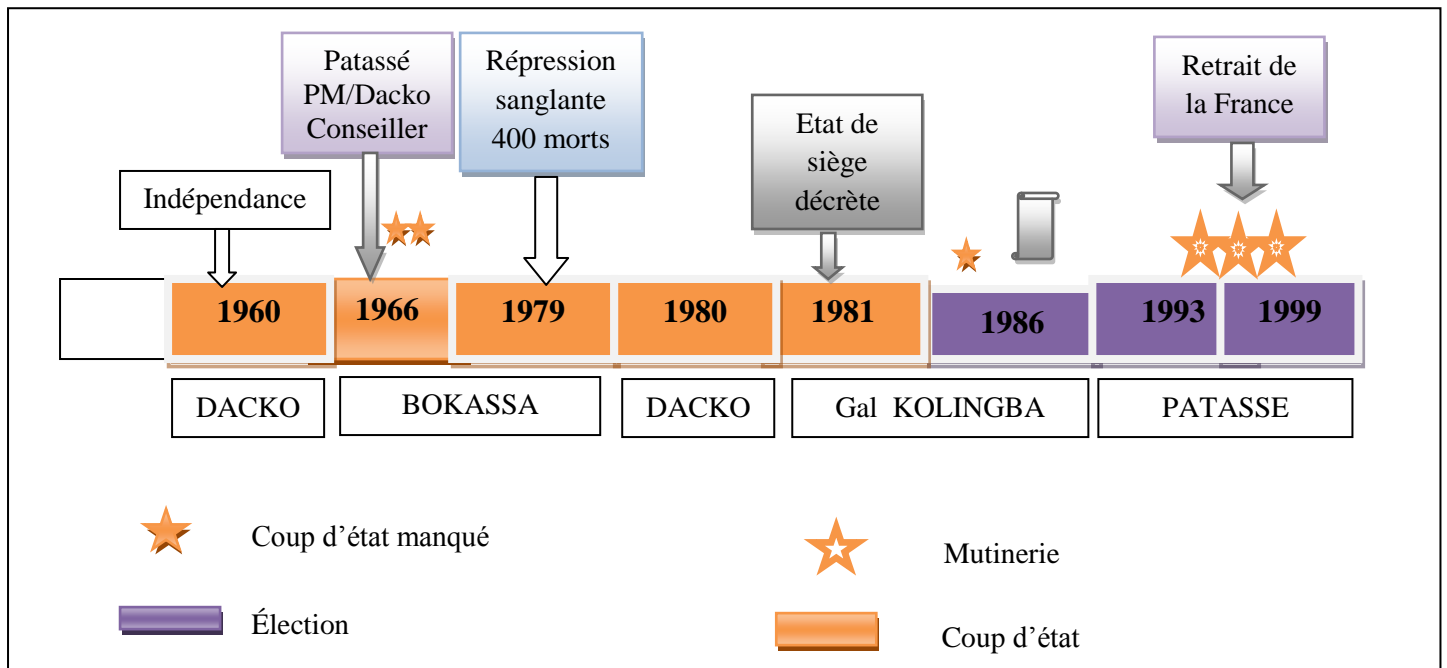 Patassé
PM/Dacko
Conseiller
Répression
sanglante
400 morts
Retrait de
la France
Etat de
siège
décrète
Indépendance
1960
1966
1979
1980
1981
1986
1993
1999
DACKO
BOKASSA
DACKO
Gal KOLINGBA
PATASSE
Coup d'état manqué
Mutinerie
Élection
Coup d'état